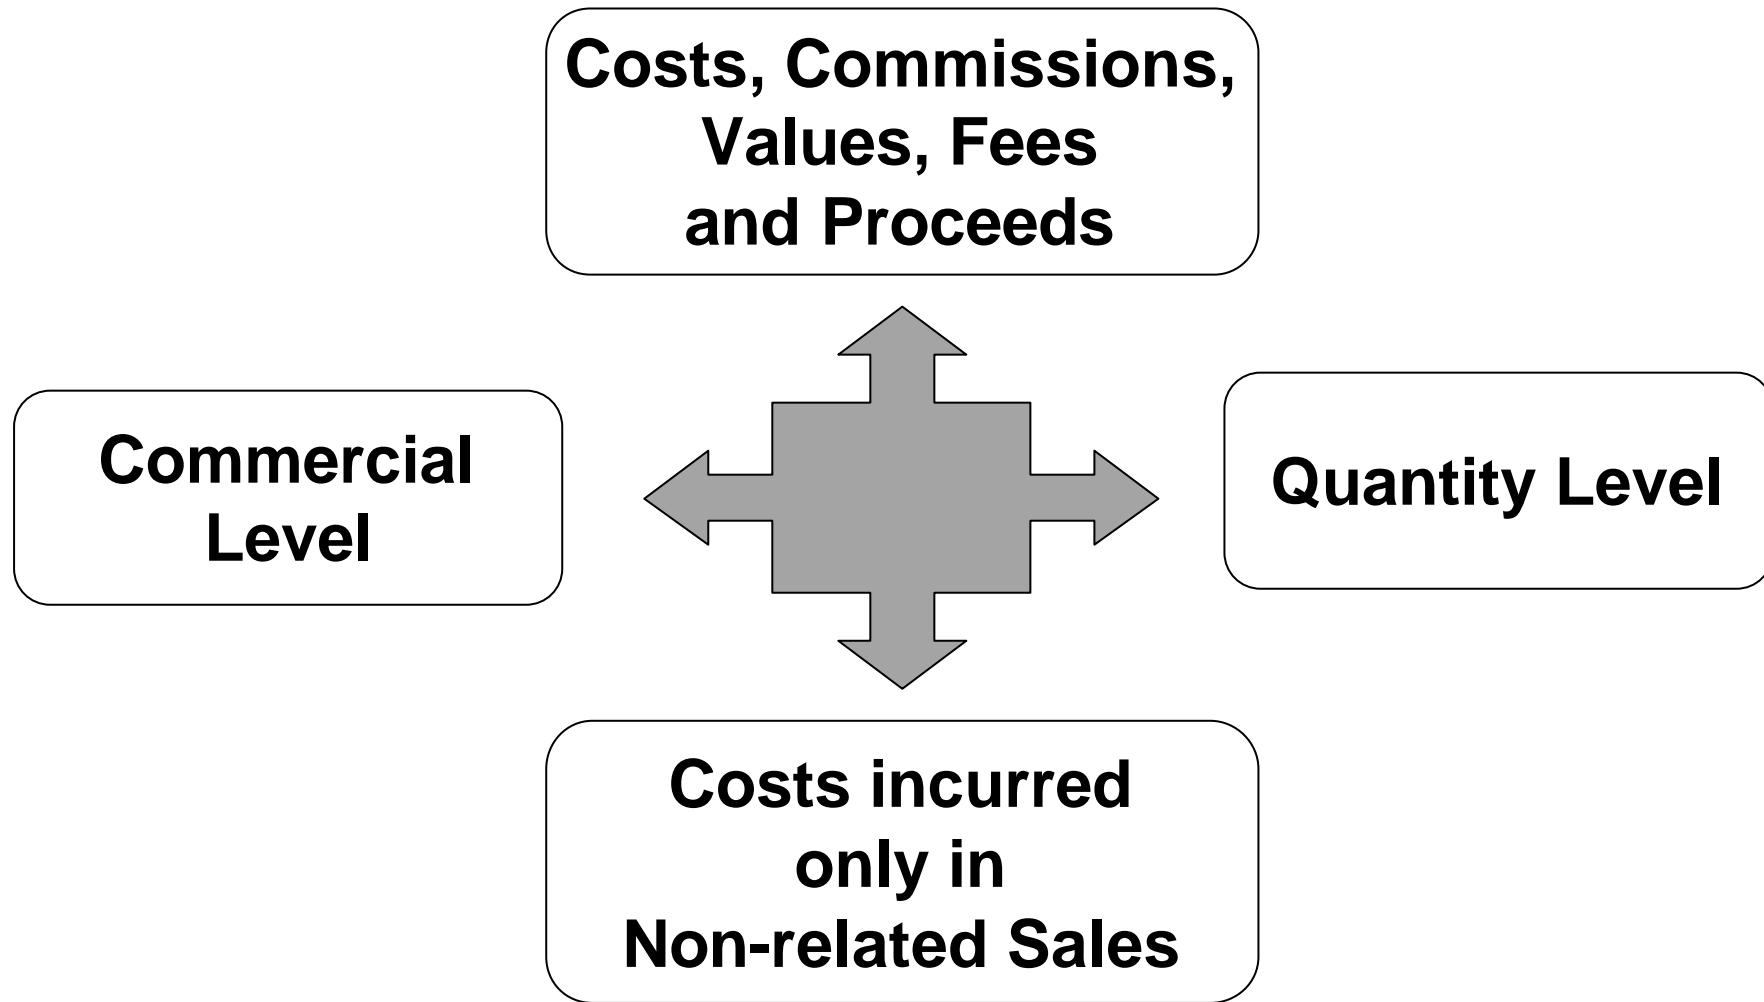 Costs, Commissions,
Values, Fees
and Proceeds
Commercial
Level
Quantity Level
Costs incurred
only in
Non-related Sales